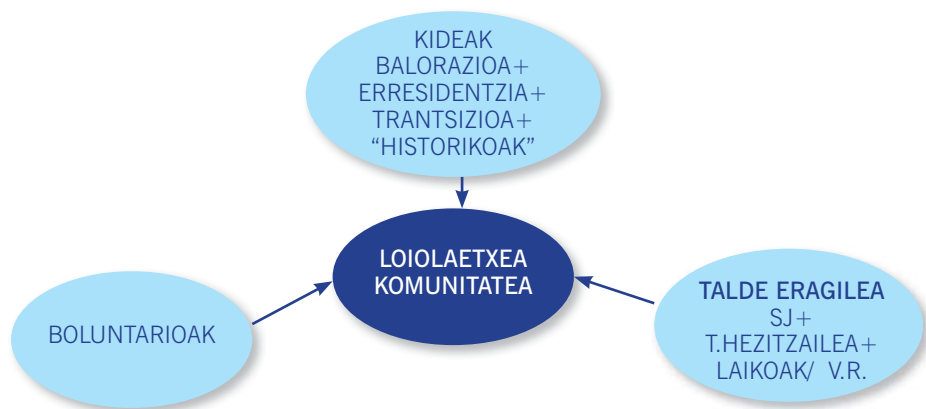 KIDEAK
BALORAZIOA+
ERRESIDENTZIA+
TRANTSIZIOA+
“HISTORIKOAK”
LOIOLAETXEA
KOMUNITATEA
BOLUNTARIOAK
TALDE ERAGILEA
SJ+
T.HEZITZAILEA+
LAIKOAK/ V.R.